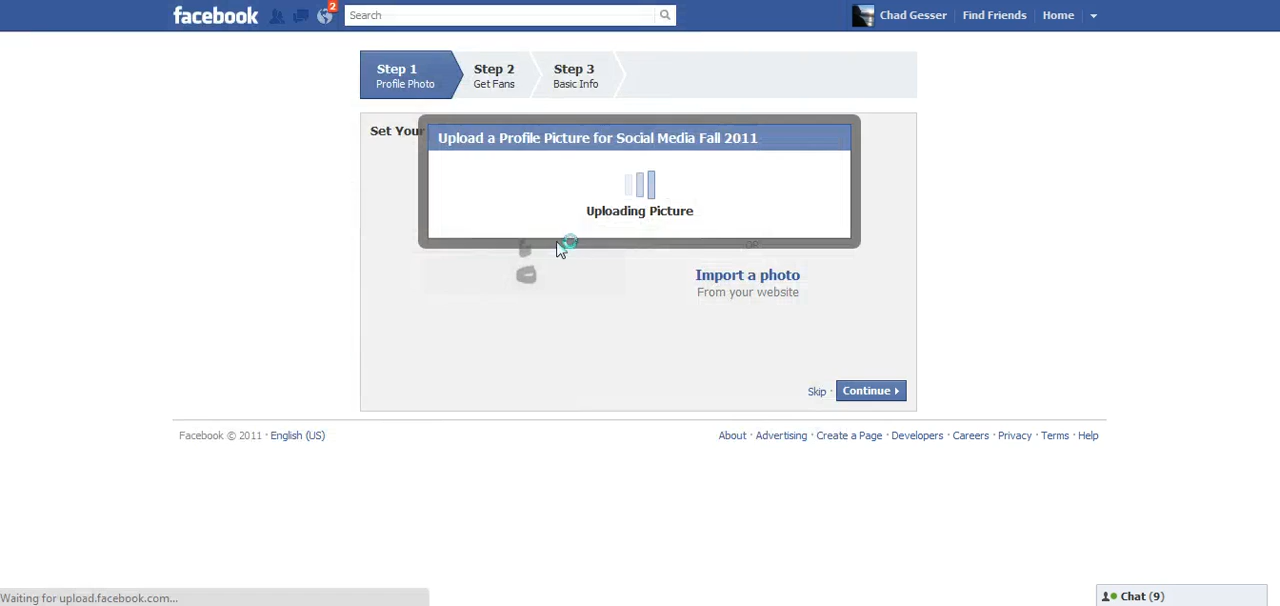 facebook
2
Search
Chad Gesser
Find Friends
Home
Step 1
Profile Photo
Step 2
Get Fans
Step 3
Basic Info
Set Your
Upload a Profile Picture for Social Media Fall 2011
Uploading Picture
OR
Import a photo
From your website
Skip · Continue
Facebook © 2011 · English (US)
About · Advertising · Create a Page · Developers · Careers · Privacy · Terms · Help
Waiting for upload.facebook.com...
Chat (9)